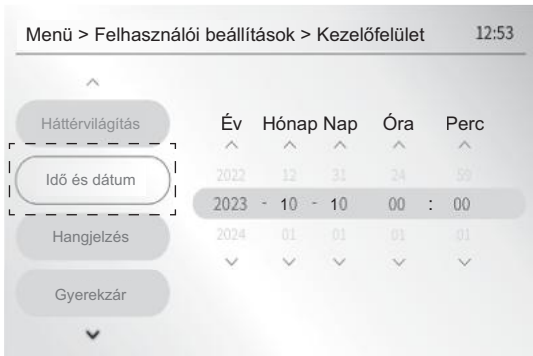 Menü > Felhasználói beállítások > Kezelőfelület 12:53
Háttérvilágítás
Idő és dátum
Hangjelzés
Gyerekzár
Év Hónap Nap Óra Perc
2022 12 31 24 59
2023 - 10 - 10 00 : 00
2024 01 01 01 01